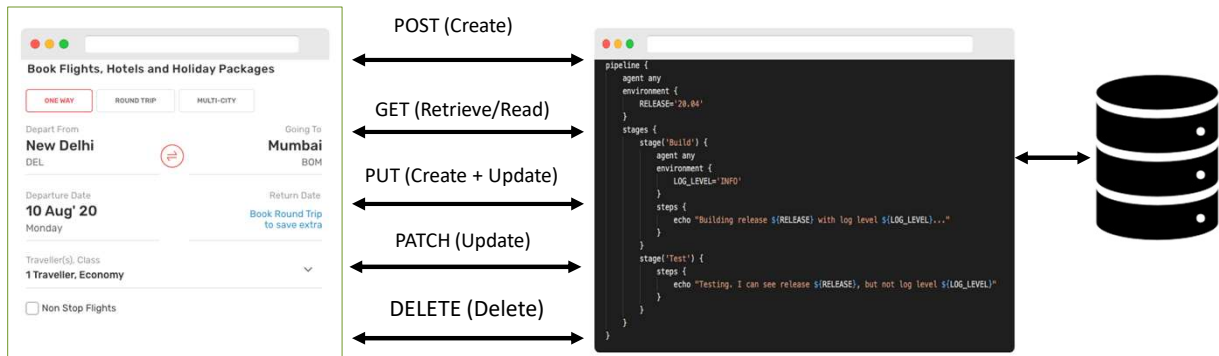 Book Flights, Hotels and Holiday Packages
ONE WAY ROUND TRIP MULTI-CITY
Depart From Going To
New Delhi Mumbai
DEL BOM
Departure Date Return Date
10 Aug' 20 Book Round Trip
Monday to save extra
Traveller(s), Class
1 Traveller, Economy
Non Stop Flights
POST (Create)
GET (Retrieve/Read)
PUT (Create + Update)
PATCH (Update)
DELETE (Delete)
pipeline {
agent any
environment {
RELEASE='20.04'
}
stages {
stage('Build') {
agent any
environment {
LOG_LEVEL='INFO'
}
steps {
echo "Building release ${RELEASE} with log level ${LOG_LEVEL}..."
}
}
stage('Test') {
steps {
echo "Testing. I can see release ${RELEASE}, but not log level ${LOG_LEVEL}"
}
}
}
}